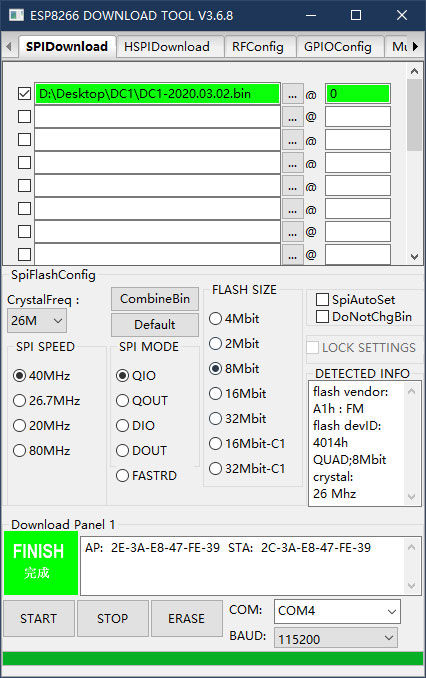 ESP8266 DOWNLOAD TOOL V3.6.8
SPIDownload HSPIDownload RFConfig GPIOConfig Mu
D:\Desktop\DC1\DC1-2020.03.02.bin ... @ 0
... @
... @
... @
... @
... @
... @
... @
SpiFlashConfig
CrystalFreq :
26M
CombineBin
Default
SPI SPEED
40MHz
26.7MHz
20MHz
80MHz
SPI MODE
QIO
QOUT
DIO
DOUT
FASTRD
FLASH SIZE
4Mbit
2Mbit
8Mbit
16Mbit
32Mbit
16Mbit-C1
32Mbit-C1
SpiAutoSet
DoNotChgBin
LOCK SETTINGS
DETECTED INFO
flash vendor:
A1h : FM
flash devID:
4014h
QUAD;8Mbit
crystal:
26 Mhz
Download Panel 1
FINISH
完成
AP: 2E-3A-E8-47-FE-39 STA: 2C-3A-E8-47-FE-39
START STOP ERASE
COM: COM4
BAUD: 115200